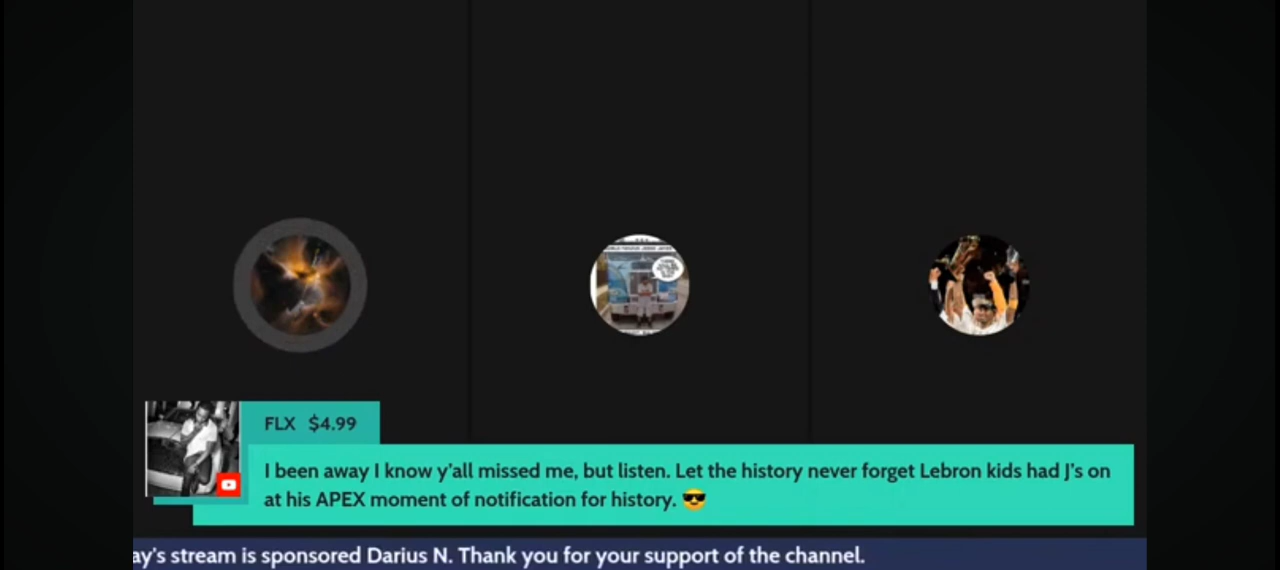 FLX $4.99
I been away I know y'all missed me, but listen. Let the history never forget Lebron kids had J's on
at his APEX moment of notification for history. 😎
ay's stream is sponsored Darius N. Thank you for your support of the channel.